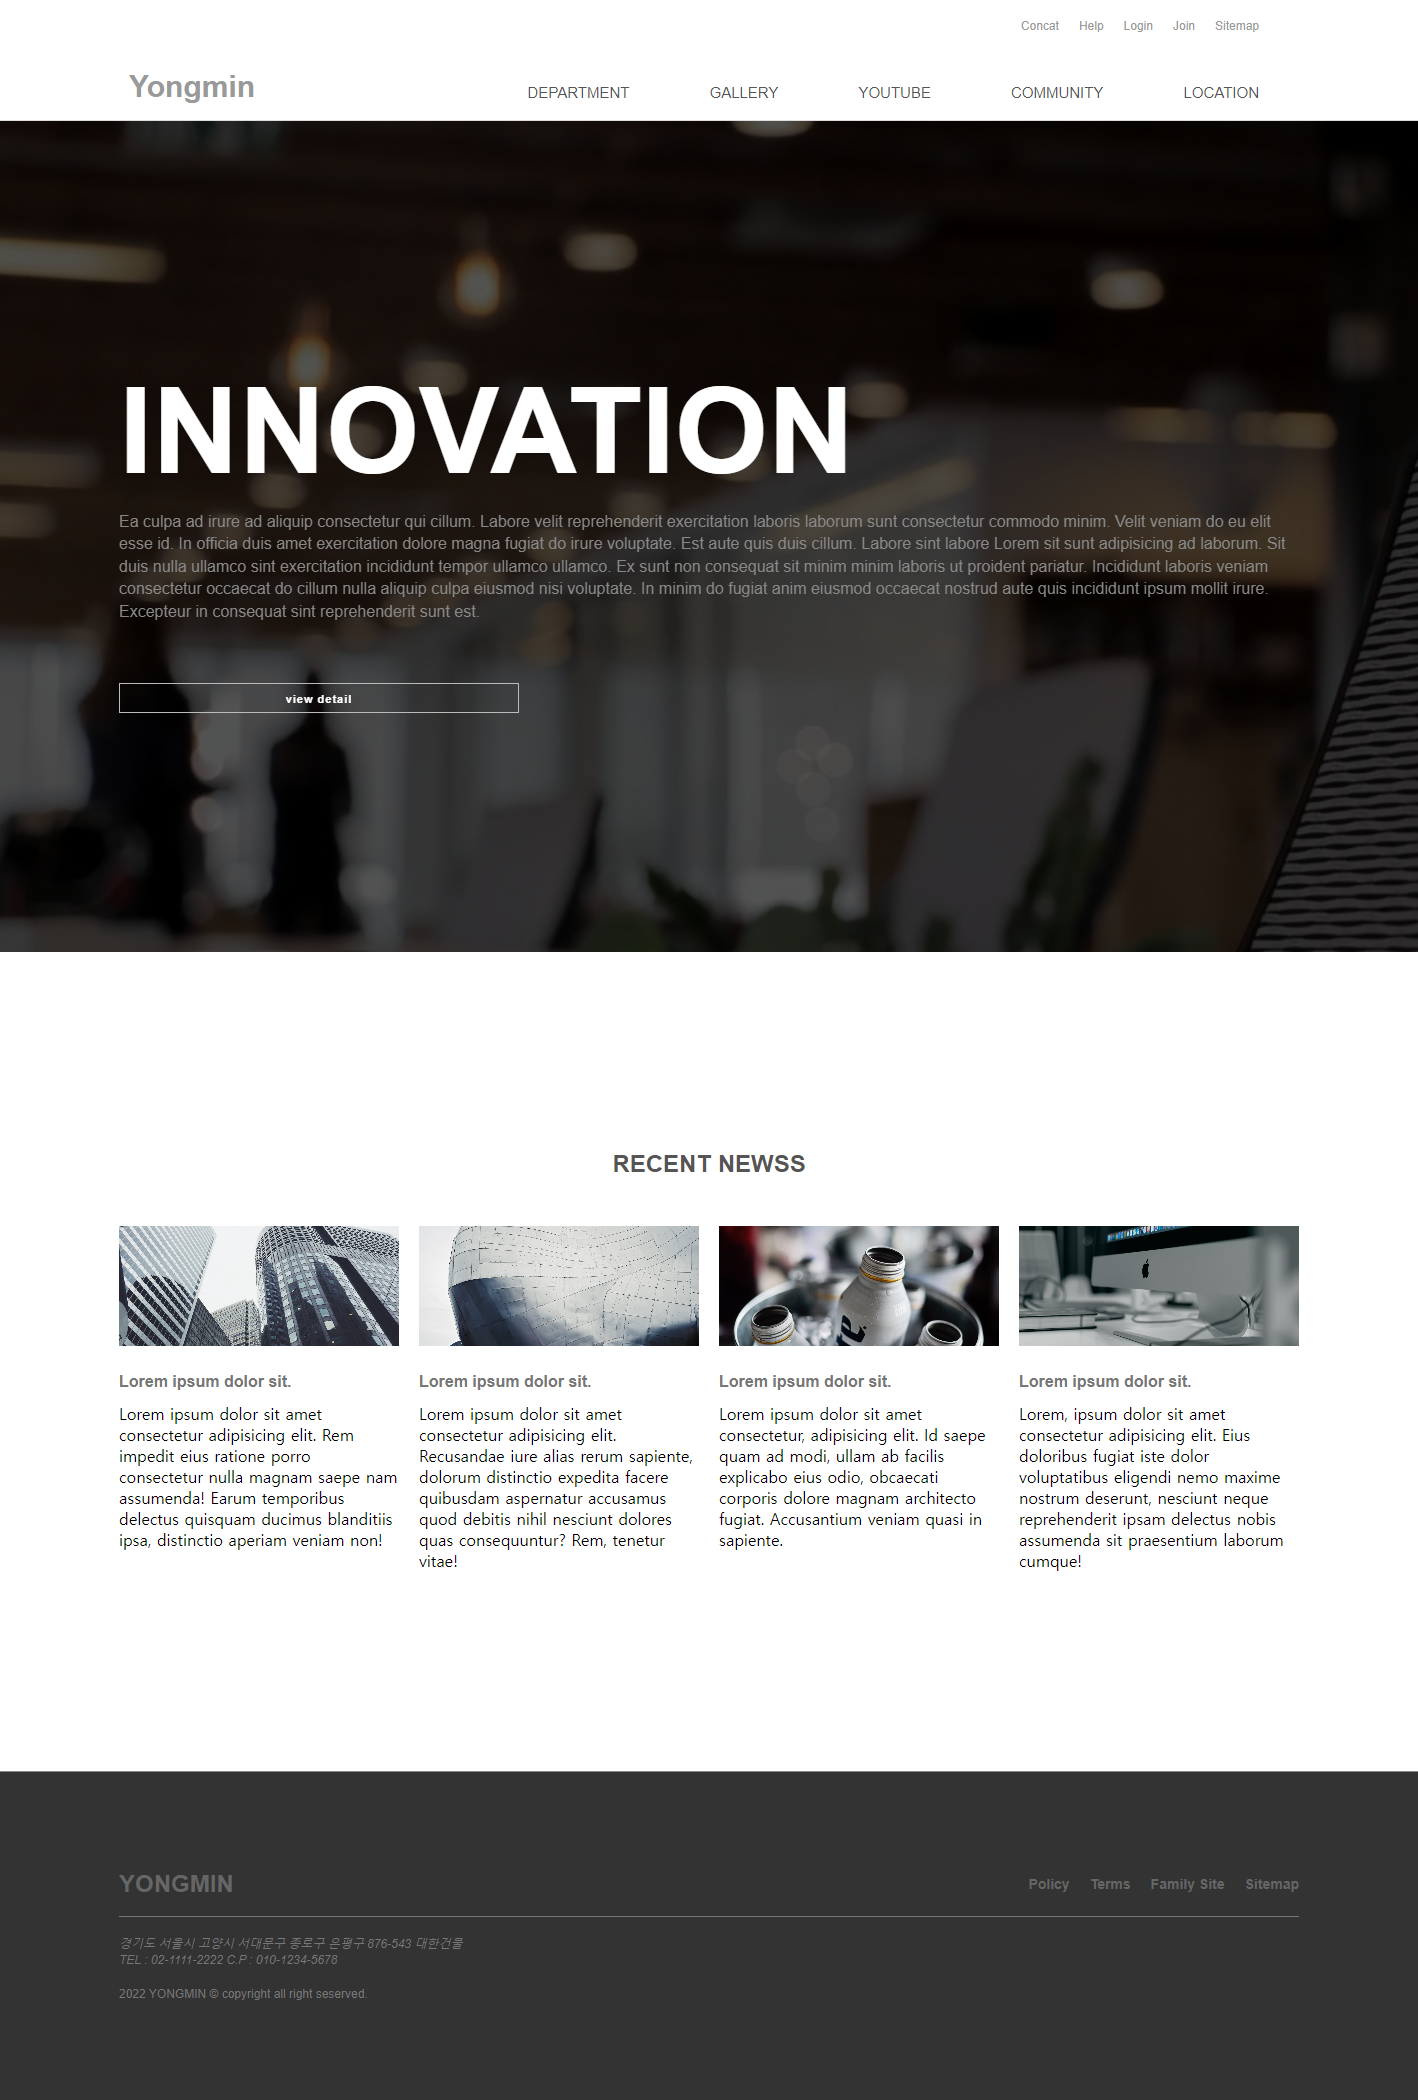 Concat Help Login Join Sitemap
Yongmin
DEPARTMENT GALLERY YOUTUBE COMMUNITY LOCATION
INNOVATION
Ea culpa ad irure ad aliquip consectetur qui cillum. Labore velit reprehenderit exercitation laboris laborum sunt consectetur commodo minim. Velit veniam do eu elit
esse id. In officia duis amet exercitation dolore magna fugiat do irure voluptate. Est aute quis duis cillum. Labore sint labore Lorem sit sunt adipisicing ad laborum. Sit
duis nulla ullamco sint exercitation incididunt tempor ullamco ullamco. Ex sunt non consequat sit minim minim laboris ut proident pariatur. Incididunt laboris veniam
consectetur occaecat do cillum nulla aliquip culpa eiusmod nisi voluptate. In minim do fugiat anim eiusmod occaecat nostrud aute quis incididunt ipsum mollit irure.
Excepteur in consequat sint reprehenderit sunt est.
view detail
RECENT NEWSS
Lorem ipsum dolor sit.
Lorem ipsum dolor sit amet
consectetur adipisicing elit. Rem
impedit eius ratione porro
consectetur nulla magnam saepe nam
assumenda! Earum temporibus
delectus quisquam ducimus blanditiis
ipsa, distinctio aperiam veniam non!
Lorem ipsum dolor sit.
Lorem ipsum dolor sit amet
consectetur adipisicing elit.
Recusandae iure alias rerum sapiente,
dolorum distinctio expedita facere
quibusdam aspernatur accusamus
quod debitis nihil nesciunt dolores
quas consequuntur? Rem, tenetur
vitae!
Lorem ipsum dolor sit.
Lorem ipsum dolor sit amet
consectetur, adipisicing elit. Id saepe
quam ad modi, ullam ab facilis
explicabo eius odio, obcaecati
corporis dolore magnam architecto
fugiat. Accusantium veniam quasi in
sapiente.
Lorem ipsum dolor sit.
Lorem, ipsum dolor sit amet
consectetur adipisicing elit. Eius
doloribus fugiat iste dolor
voluptatibus eligendi nemo maxime
nostrum deserunt, nesciunt neque
reprehenderit ipsam delectus nobis
assumenda sit praesentium laborum
cumque!
YONGMIN
Policy Terms Family Site Sitemap
경기도 서울시 고양시 서대문구 종로구 은평구 876-543 대한건물
TEL : 02-1111-2222 C.P : 010-1234-5678
2022 YONGMIN © copyright all right seserved.